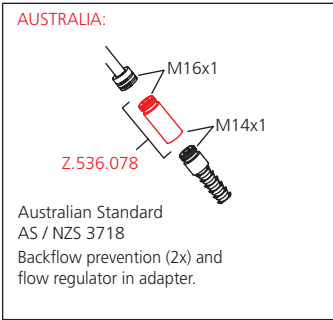 AUSTRALIA:
M16x1
M14x1
Z.536.078
Australian Standard
AS / NZS 3718
Backflow prevention (2x) and
flow regulator in adapter.